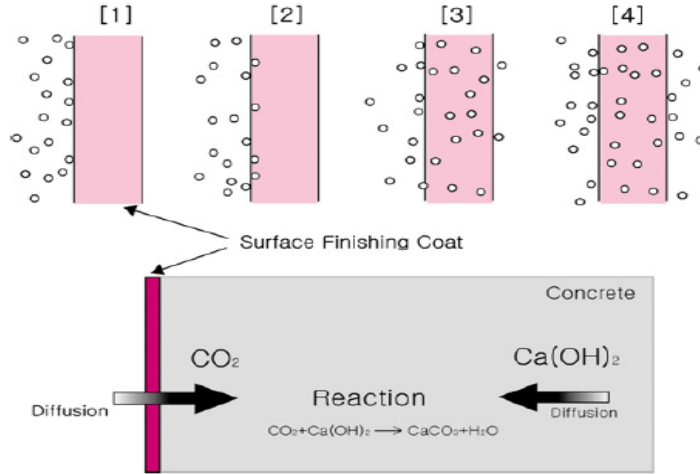 [1] [2] [3] [4]
Surface Finishing Coat
Concrete
CO₂ Ca(OH)₂
Diffusion Reaction Diffusion
CO₂+Ca(OH)₂ → CaCO₃+H₂O